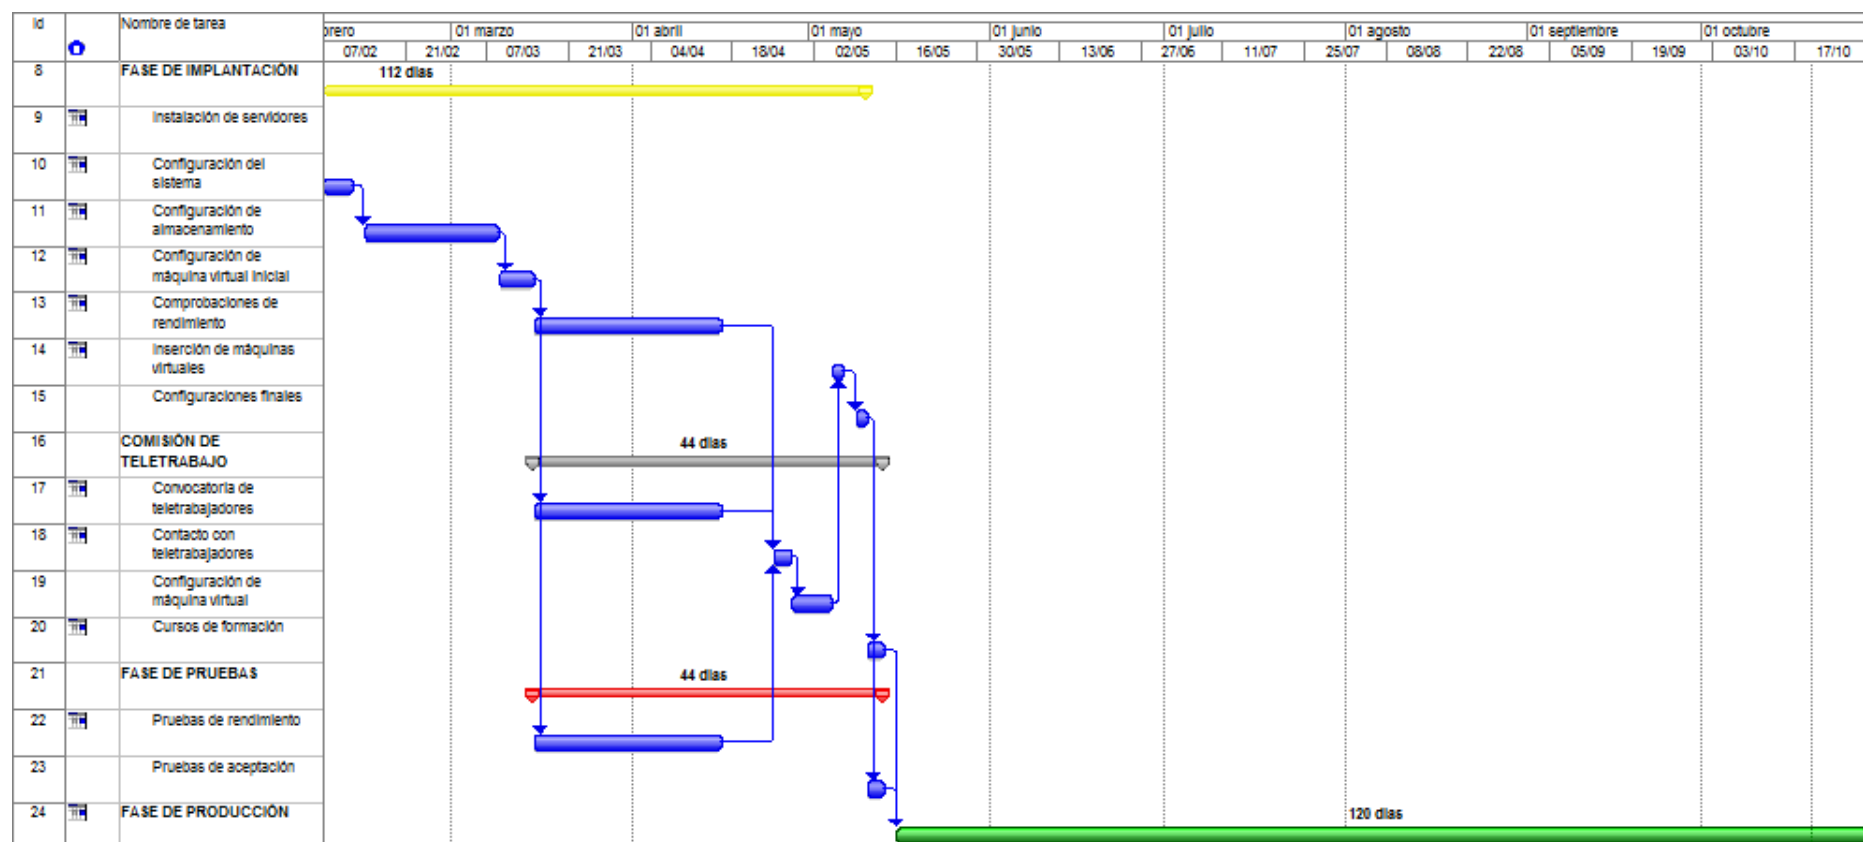 Id
Nombre de tarea
brero
01 marzo
01 abril
01 mayo
01 junio
01 julio
01 agosto
01 septiembre
01 octubre
07/02
21/02
07/03
21/03
04/04
18/04
02/05
16/05
30/05
13/06
27/06
11/07
25/07
08/08
22/08
05/09
19/09
03/10
17/10
8
FASE DE IMPLANTACIÓN
112 días
9
Instalación de servidores
10
Configuración del
sistema
11
Configuración de
almacenamiento
12
Configuración de
máquina virtual inicial
13
Comprobaciones de
rendimiento
14
Inserción de máquinas
virtuales
15
Configuraciones finales
16
COMISIÓN DE
TELETRABAJO
44 días
17
Convocatoria de
teletrabajadores
18
Contacto con
teletrabajadores
19
Configuración de
máquina virtual
20
Cursos de formación
21
FASE DE PRUEBAS
44 días
22
Pruebas de rendimiento
23
Pruebas de aceptación
24
FASE DE PRODUCCIÓN
120 días